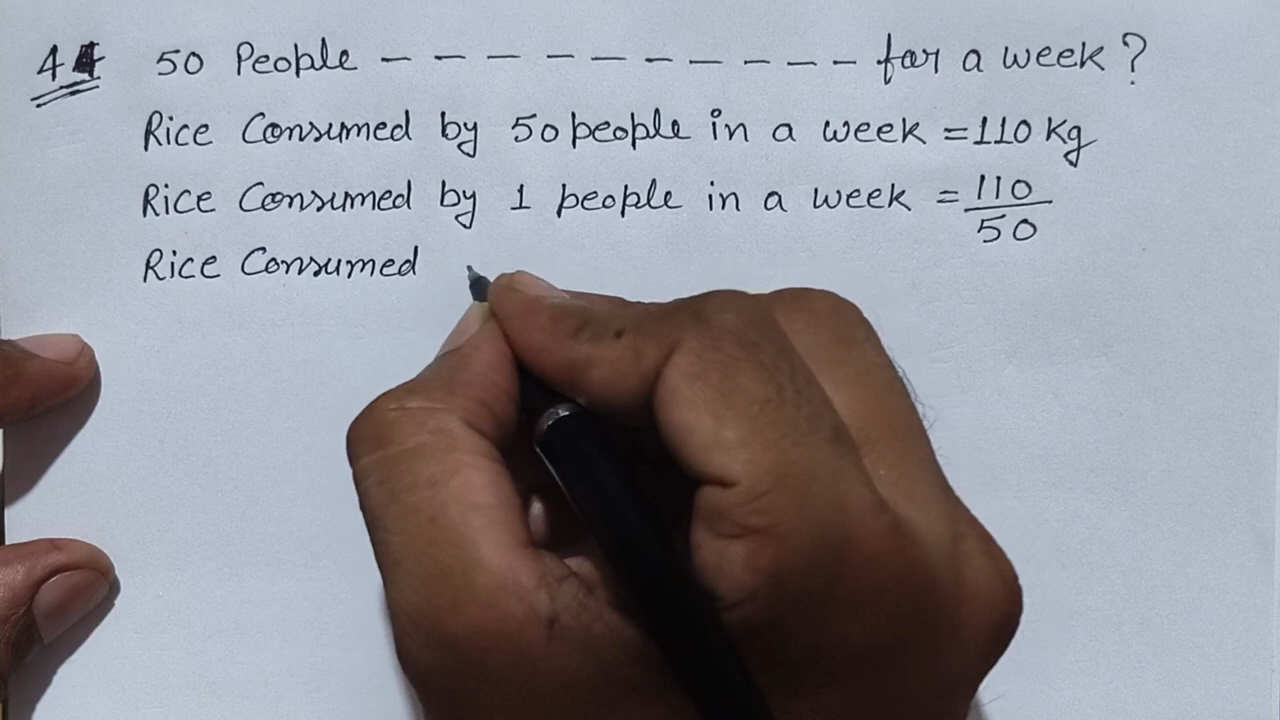 44 50 People - - - - - - - - - - for a week?
Rice Consumed by 50 people in a week = 110 Kg
Rice Consumed by 1 people in a week = 110/50
Rice Consumed